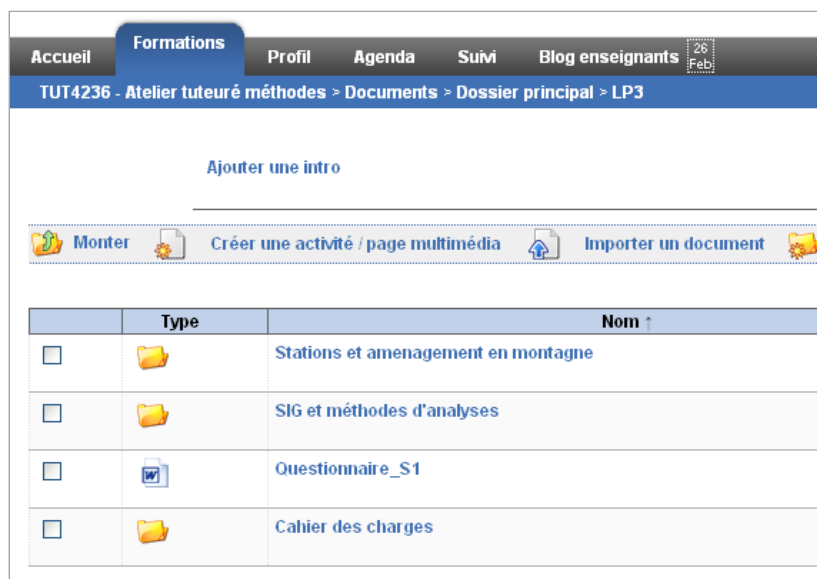 Accueil Formations Profil Agenda Suivi Blog enseignants 26 Feb
TUT4236 - Atelier tuteuré méthodes > Documents > Dossier principal > LP3
Ajouter une intro
Monter Créer une activité / page multimédia Importer un document
Type Nom ↑
Stations et amenagement en montagne
SIG et méthodes d'analyses
Questionnaire_S1
Cahier des charges